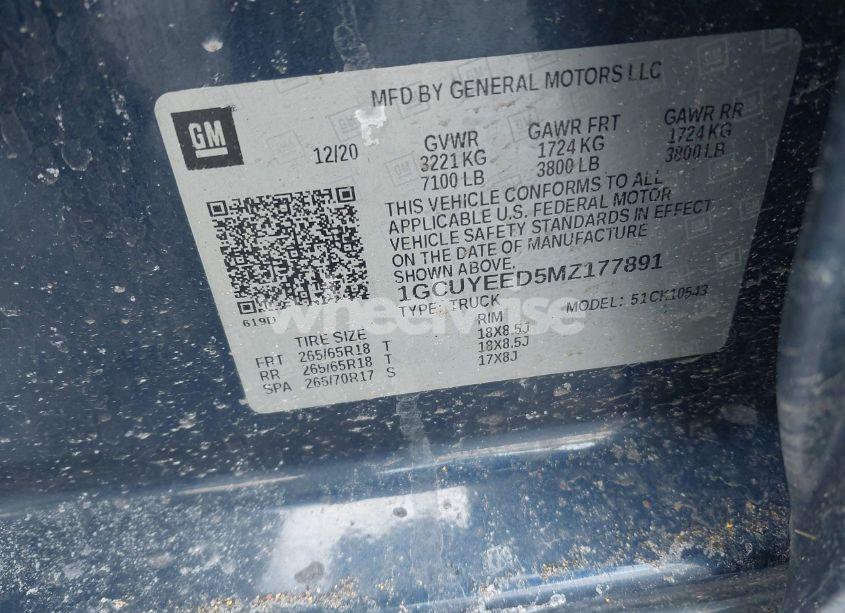 MFD BY GENERAL MOTORS LLC
GM
12/20
GVWR GAWR FRT GAWR RR
3221 KG 1724 KG 1724 KG
7100 LB 3800 LB 3800 LB
THIS VEHICLE CONFORMS TO ALL
APPLICABLE U.S. FEDERAL MOTOR
VEHICLE SAFETY STANDARDS IN EFFECT
ON THE DATE OF MANUFACTURE
SHOWN ABOVE.
1GCUYEED5MZ177891
TYPE: TRUCK MODEL: 51CK10543
619D
wheelwise
TIRE SIZE RIM
FRT 265/65R18 T 18X8.5J
RR 265/65R18 T 18X8.5J
SPA 265/70R17 S 17X8J